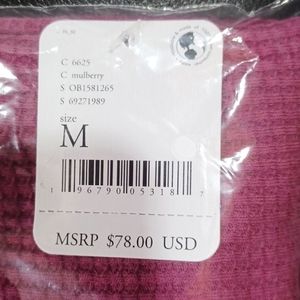 C 6625
C mulberry
S OB1581265
S 69271989
size
M
1 96790 05318 7
MSRP $78.00 USD